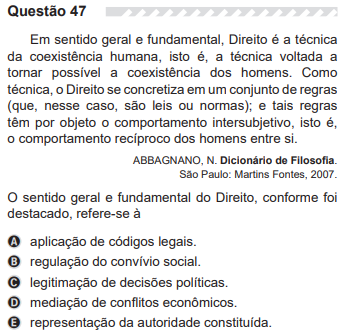 Questão 47
Em sentido geral e fundamental, Direito é a técnica
da coexistência humana, isto é, a técnica voltada a
tornar possível a coexistência dos homens. Como
técnica, o Direito se concretiza em um conjunto de regras
(que, nesse caso, são leis ou normas); e tais regras
têm por objeto o comportamento intersubjetivo, isto é,
o comportamento recíproco dos homens entre si.
ABBAGNANO, N. Dicionário de Filosofia.
São Paulo: Martins Fontes, 2007.
O sentido geral e fundamental do Direito, conforme foi
destacado, refere-se à
A aplicação de códigos legais.
B regulação do convívio social.
C legitimação de decisões políticas.
D mediação de conflitos econômicos.
E representação da autoridade constituída.